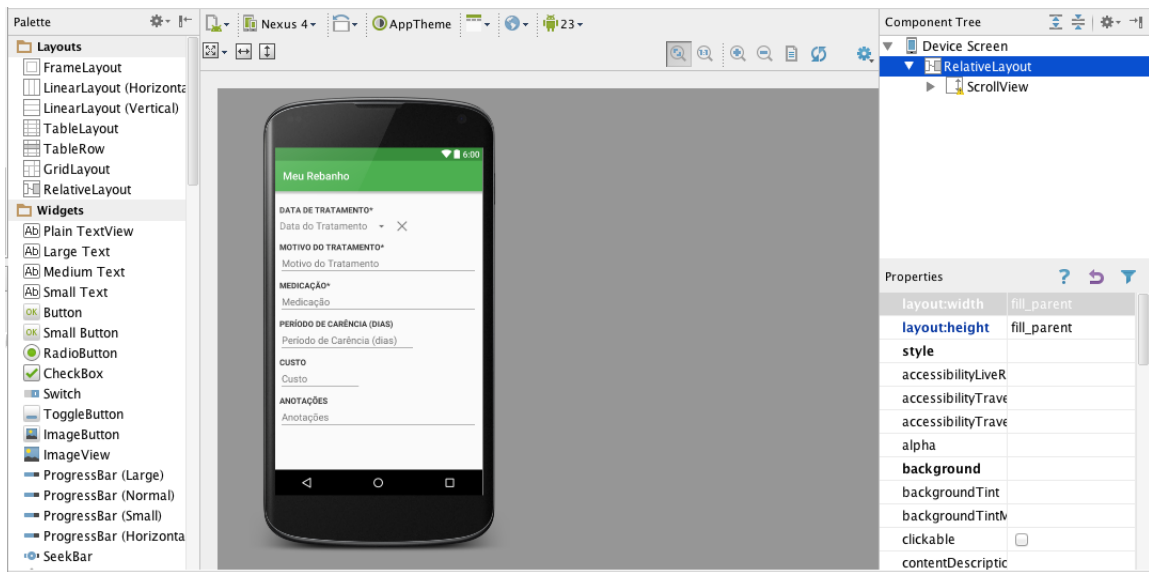 Palette
Nexus 4
AppTheme
23
Component Tree
Layouts
FrameLayout
LinearLayout (Horizonta
LinearLayout (Vertical)
TableLayout
TableRow
GridLayout
RelativeLayout
Widgets
Ab Plain TextView
Ab Large Text
Ab Medium Text
Ab Small Text
OK Button
OK Small Button
RadioButton
CheckBox
Switch
ToggleButton
ImageButton
ImageView
ProgressBar (Large)
ProgressBar (Normal)
ProgressBar (Small)
ProgressBar (Horizonta
SeekBar
6:00
Meu Rebanho
DATA DE TRATAMENTO*
Data do Tratamento
MOTIVO DO TRATAMENTO*
Motivo do Tratamento
MEDICAÇÃO*
Medicação
PERÍODO DE CARÊNCIA (DIAS)
Período de Carência (dias)
CUSTO
Custo
ANOTAÇÕES
Anotações
Device Screen
RelativeLayout
ScrollView
Properties
?
layout:width fill_parent
layout:height fill_parent
style
accessibilityLiveR
accessibilityTrave
accessibilityTrave
alpha
background
backgroundTint
backgroundTintM
clickable
contentDescriptic